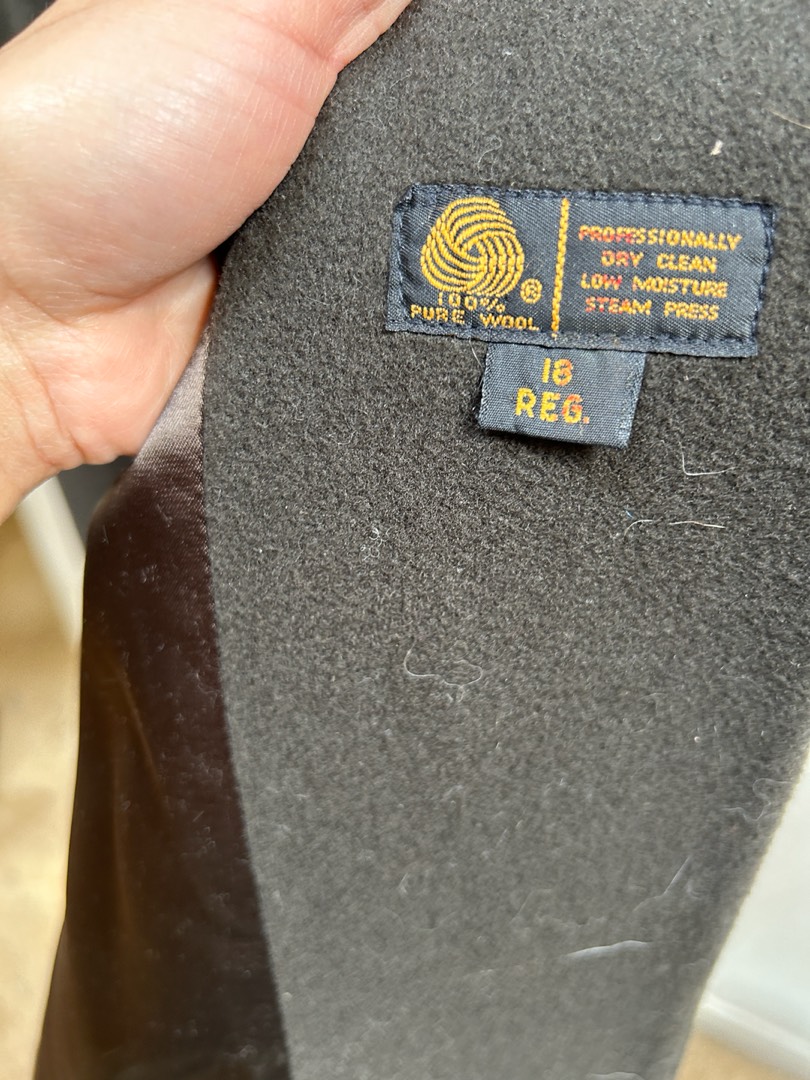 100%
PURE WOOL
®
PROFESSIONALLY
DRY CLEAN
LOW MOISTURE
STEAM PRESS
18
REG.